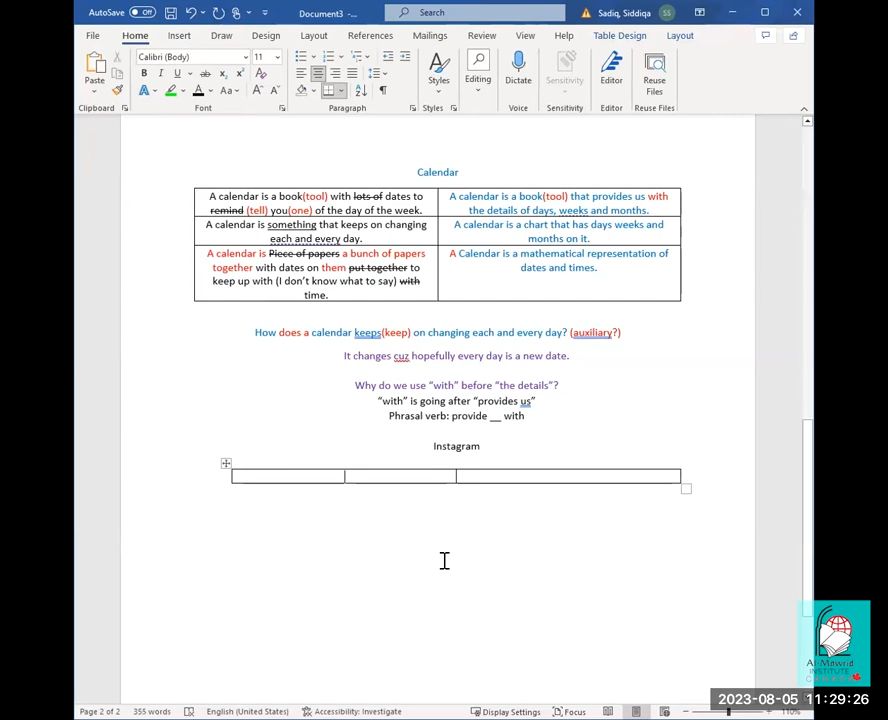 AutoSave Off Document3 -... Search Sadiq, Siddiqa SS
File Home Insert Draw Design Layout References Mailings Review View Help Table Design Layout
Calibri (Body) 11
Paste Styles Editing Dictate Sensitivity Editor Reuse Files
Clipboard Font Paragraph Styles Voice Sensitivity Editor Reuse Files
Calendar
A calendar is a book(tool) with lots of dates to
remind (tell) you(one) of the day of the week.
A calendar is a book(tool) that provides us with
the details of days, weeks and months.
A calendar is something that keeps on changing
each and every day.
A calendar is a chart that has days weeks and
months on it.
A calendar is Piece of papers a bunch of papers
together with dates on them put together to
keep up with (I don't know what to say) with
time.
A Calendar is a mathematical representation of
dates and times.
How does a calendar keeps(keep) on changing each and every day? (auxiliary?)
It changes cuz hopefully every day is a new date.
Why do we use “with” before “the details”?
“with” is going after “provides us”
Phrasal verb: provide __ with
Instagram
Al-Mawrid
INSTITUTE
CANADA
2023-08-05 11:29:26
Page 2 of 2 355 words English (United States) Accessibility: Investigate Display Settings Focus 110%